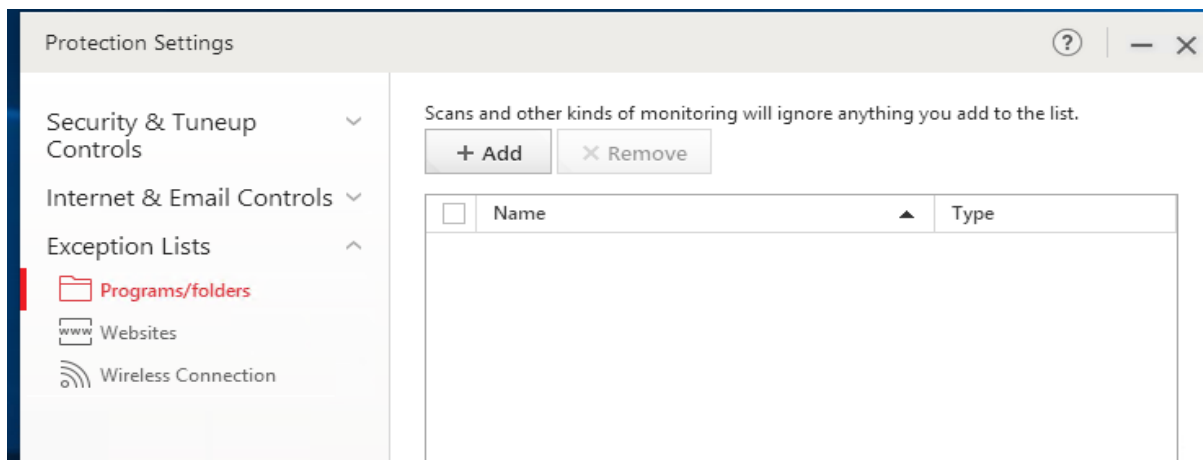 Protection Settings
?
Security & Tuneup
Controls
Internet & Email Controls
Exception Lists
Programs/folders
www Websites
Wireless Connection
Scans and other kinds of monitoring will ignore anything you add to the list.
+ Add
× Remove
Name
Type